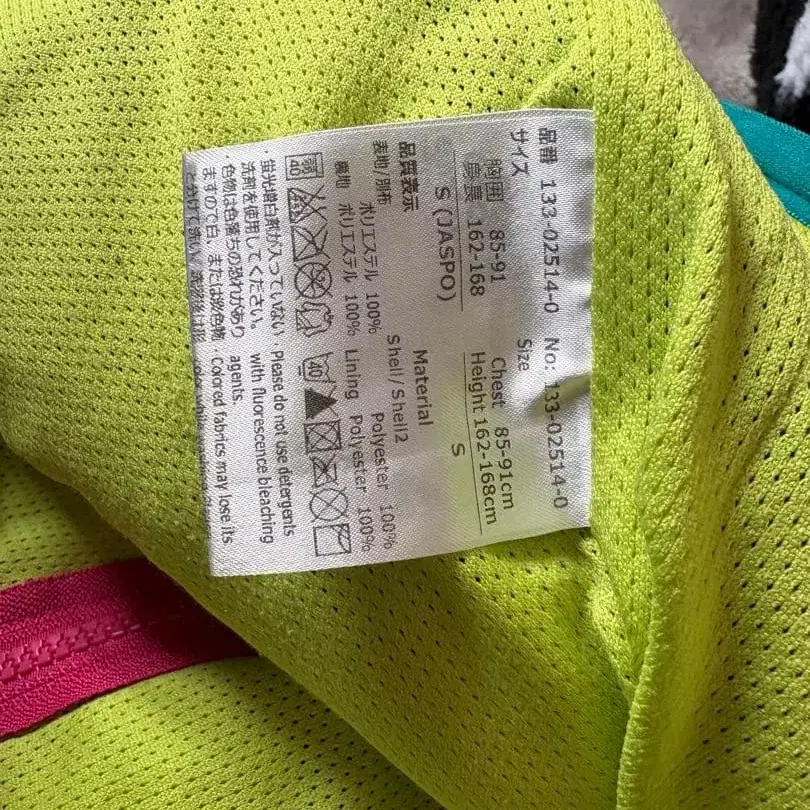 品番 133-02514-0 No: 133-02514-0
サイズ Size
胸囲 85-91 Chest 85-91cm
身長 162-168 Height 162-168cm
S (JASPO) S
品質表示 Material
表地/別布 Shell/Shell2
ポリエステル 100% Polyester 100%
裏地 Lining
ポリエステル 100% Polyester 100%
40 40
・蛍光増白剤が入っていない ・Please do not use detergents
洗剤を使用してください。 with fluorescence bleaching
・色物は色落ちの恐れがあり agents.
ますので白、または淡色物 ・Colored fabrics may lose its